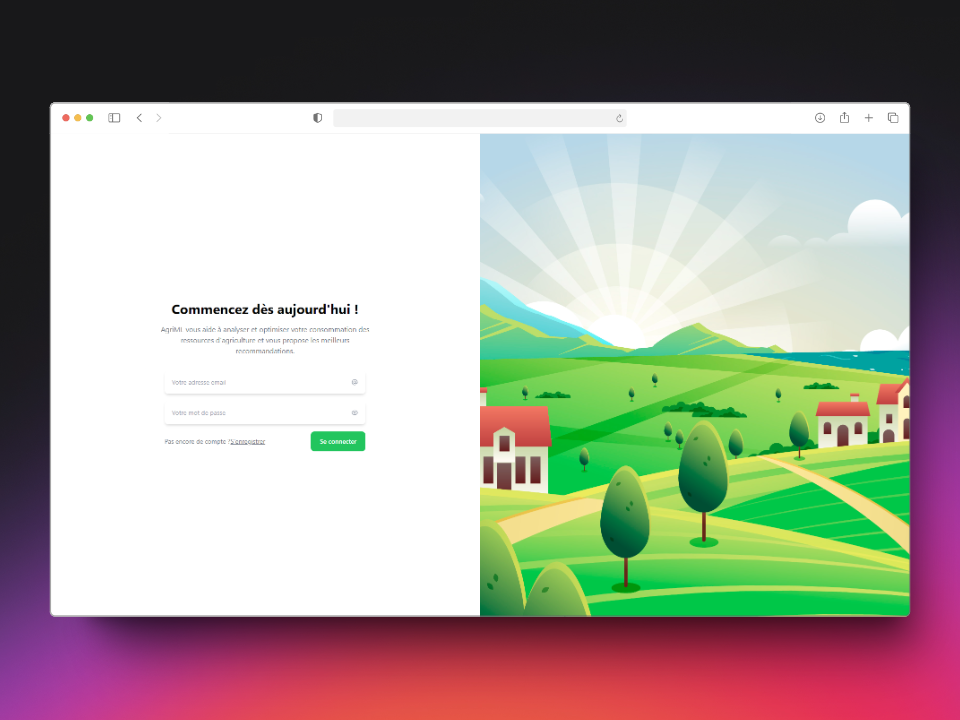 Commencez dès aujourd'hui !
AgriML vous aide à analyser et optimiser votre consommation des
ressources d'agriculture et vous propose les meilleurs
recommandations.
Votre adresse email
Votre mot de passe
Pas encore de compte ?S'enregistrer
Se connecter